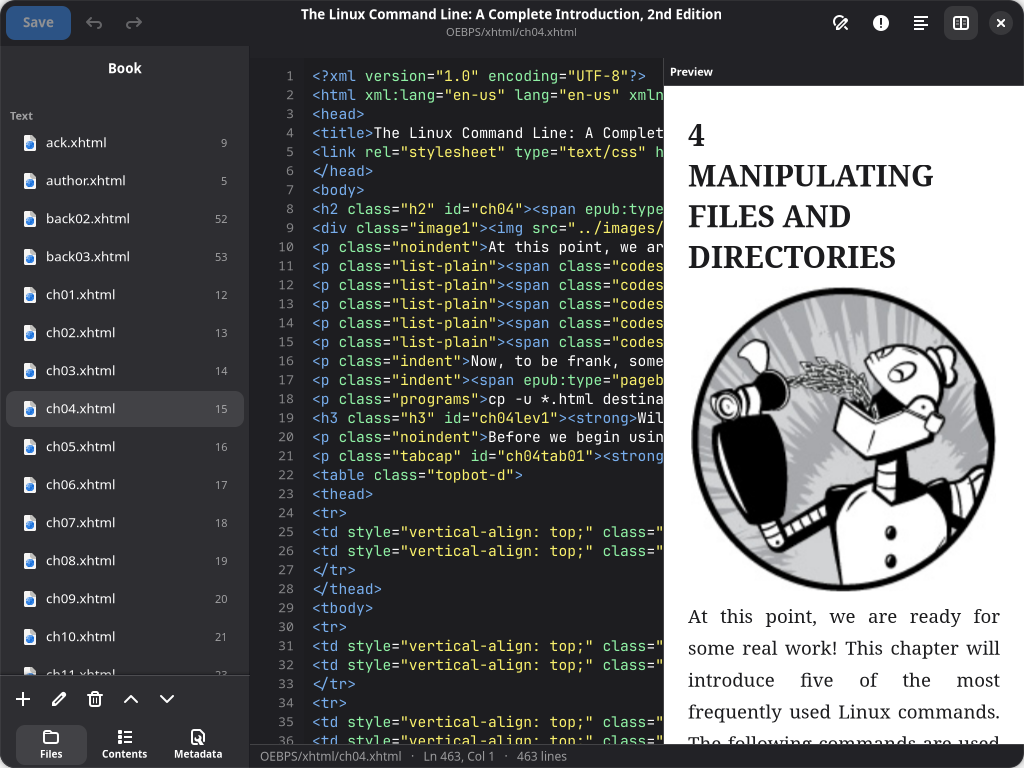 Save
The Linux Command Line: A Complete Introduction, 2nd Edition
OEBPS/xhtml/ch04.xhtml
Book
Text
ack.xhtml 9
author.xhtml 5
back02.xhtml 52
back03.xhtml 53
ch01.xhtml 12
ch02.xhtml 13
ch03.xhtml 14
ch04.xhtml 15
ch05.xhtml 16
ch06.xhtml 17
ch07.xhtml 18
ch08.xhtml 19
ch09.xhtml 20
ch10.xhtml 21
ch11.xhtml 23
Files
Contents
Metadata
1 <?xml version="1.0" encoding="UTF-8"?>
2 <html xml:lang="en-us" lang="en-us" xmln
3 <head>
4 <title>The Linux Command Line: A Complet
5 <link rel="stylesheet" type="text/css" h
6 </head>
7 <body>
8 <h2 class="h2" id="ch04"><span epub:type
9 <div class="image1"><img src="../images/
10 <p class="noindent">At this point, we ar
11 <p class="list-plain"><span class="codes
12 <p class="list-plain"><span class="codes
13 <p class="list-plain"><span class="codes
14 <p class="list-plain"><span class="codes
15 <p class="list-plain"><span class="codes
16 <p class="indent">Now, to be frank, some
17 <p class="indent"><span epub:type="pageb
18 <p class="programs">cp -u *.html destina
19 <h3 class="h3" id="ch04lev1"><strong>Wil
20 <p class="noindent">Before we begin usin
21 <p class="tabcap" id="ch04tab01"><strong
22 <table class="topbot-d">
23 <thead>
24 <tr>
25 <td style="vertical-align: top;" class="
26 <td style="vertical-align: top;" class="
27 </tr>
28 </thead>
29 <tbody>
30 <tr>
31 <td style="vertical-align: top;" class="
32 <td style="vertical-align: top;" class="
33 </tr>
34 <tr>
35 <td style="vertical-align: top;" class="
36 <td style="vertical-align: top;" class="
OEBPS/xhtml/ch04.xhtml · Ln 463, Col 1 · 463 lines
Preview
4
MANIPULATING
FILES AND
DIRECTORIES
At this point, we are ready for
some real work! This chapter will
introduce five of the most
frequently used Linux commands.
The following commands are used